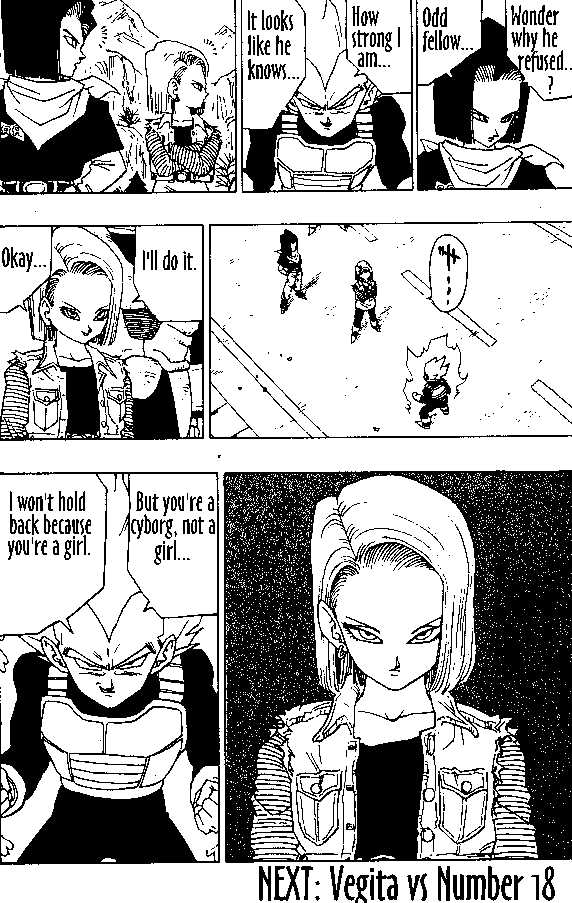 It looks
like he
knows...
How
strong I
am...
Odd
fellow...
Wonder
why he
refused...
?
Okay...
I'll do it.
I won't hold
back because
you're a girl.
But you're a
cyborg, not a
girl...
NEXT: Vegita vs Number 18